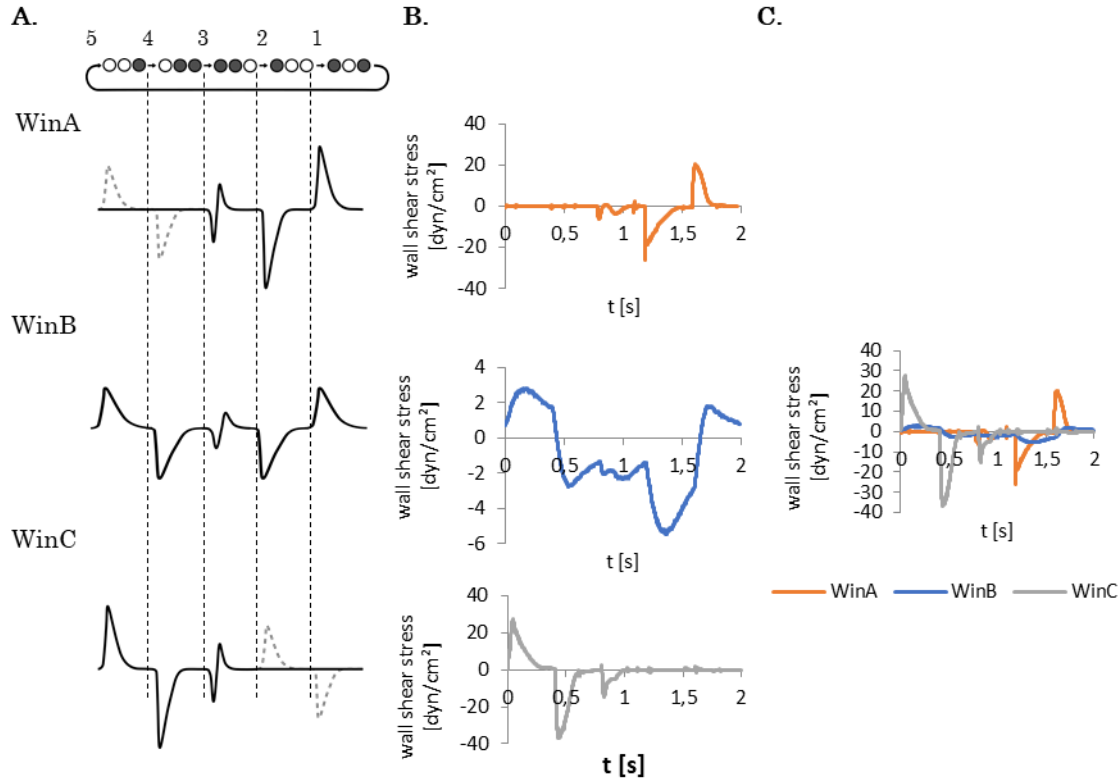 A.
5 4 3 2 1
WinA
WinB
WinC
B.
wall shear stress
[dyn/cm²]
40
20
0
-20
-40
0 0,5 1 1,5 2
t [s]
wall shear stress
[dyn/cm²]
4
2
0
-2
-4
-6
0 0,5 1 1,5 2
t [s]
wall shear stress
[dyn/cm²]
40
20
0
-20
-40
0 0,5 1 1,5 2
t [s]
C.
wall shear stress
[dyn/cm²]
40
30
20
10
0
-10
-20
-30
-40
0 0,5 1 1,5 2
t [s]
WinA WinB WinC